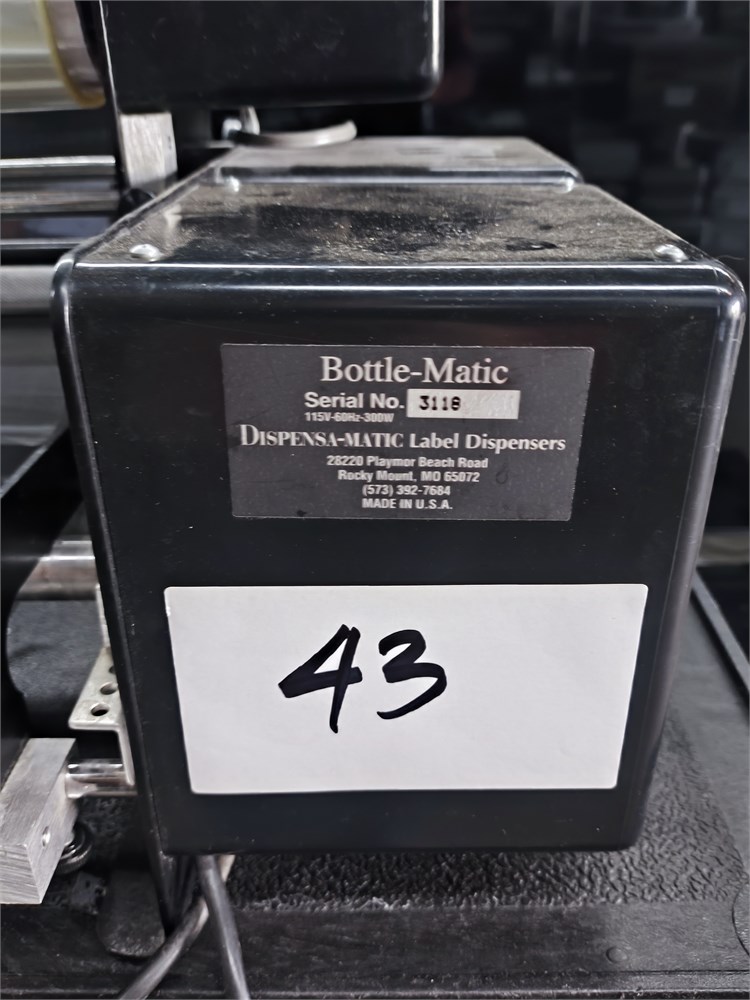 Bottle-Matic
Serial No. 3118
115V-60Hz-300W
DISPENSA-MATIC Label Dispensers
28220 Playmor Beach Road
Rocky Mount, MO 65072
(573) 392-7684
MADE IN U.S.A.
43